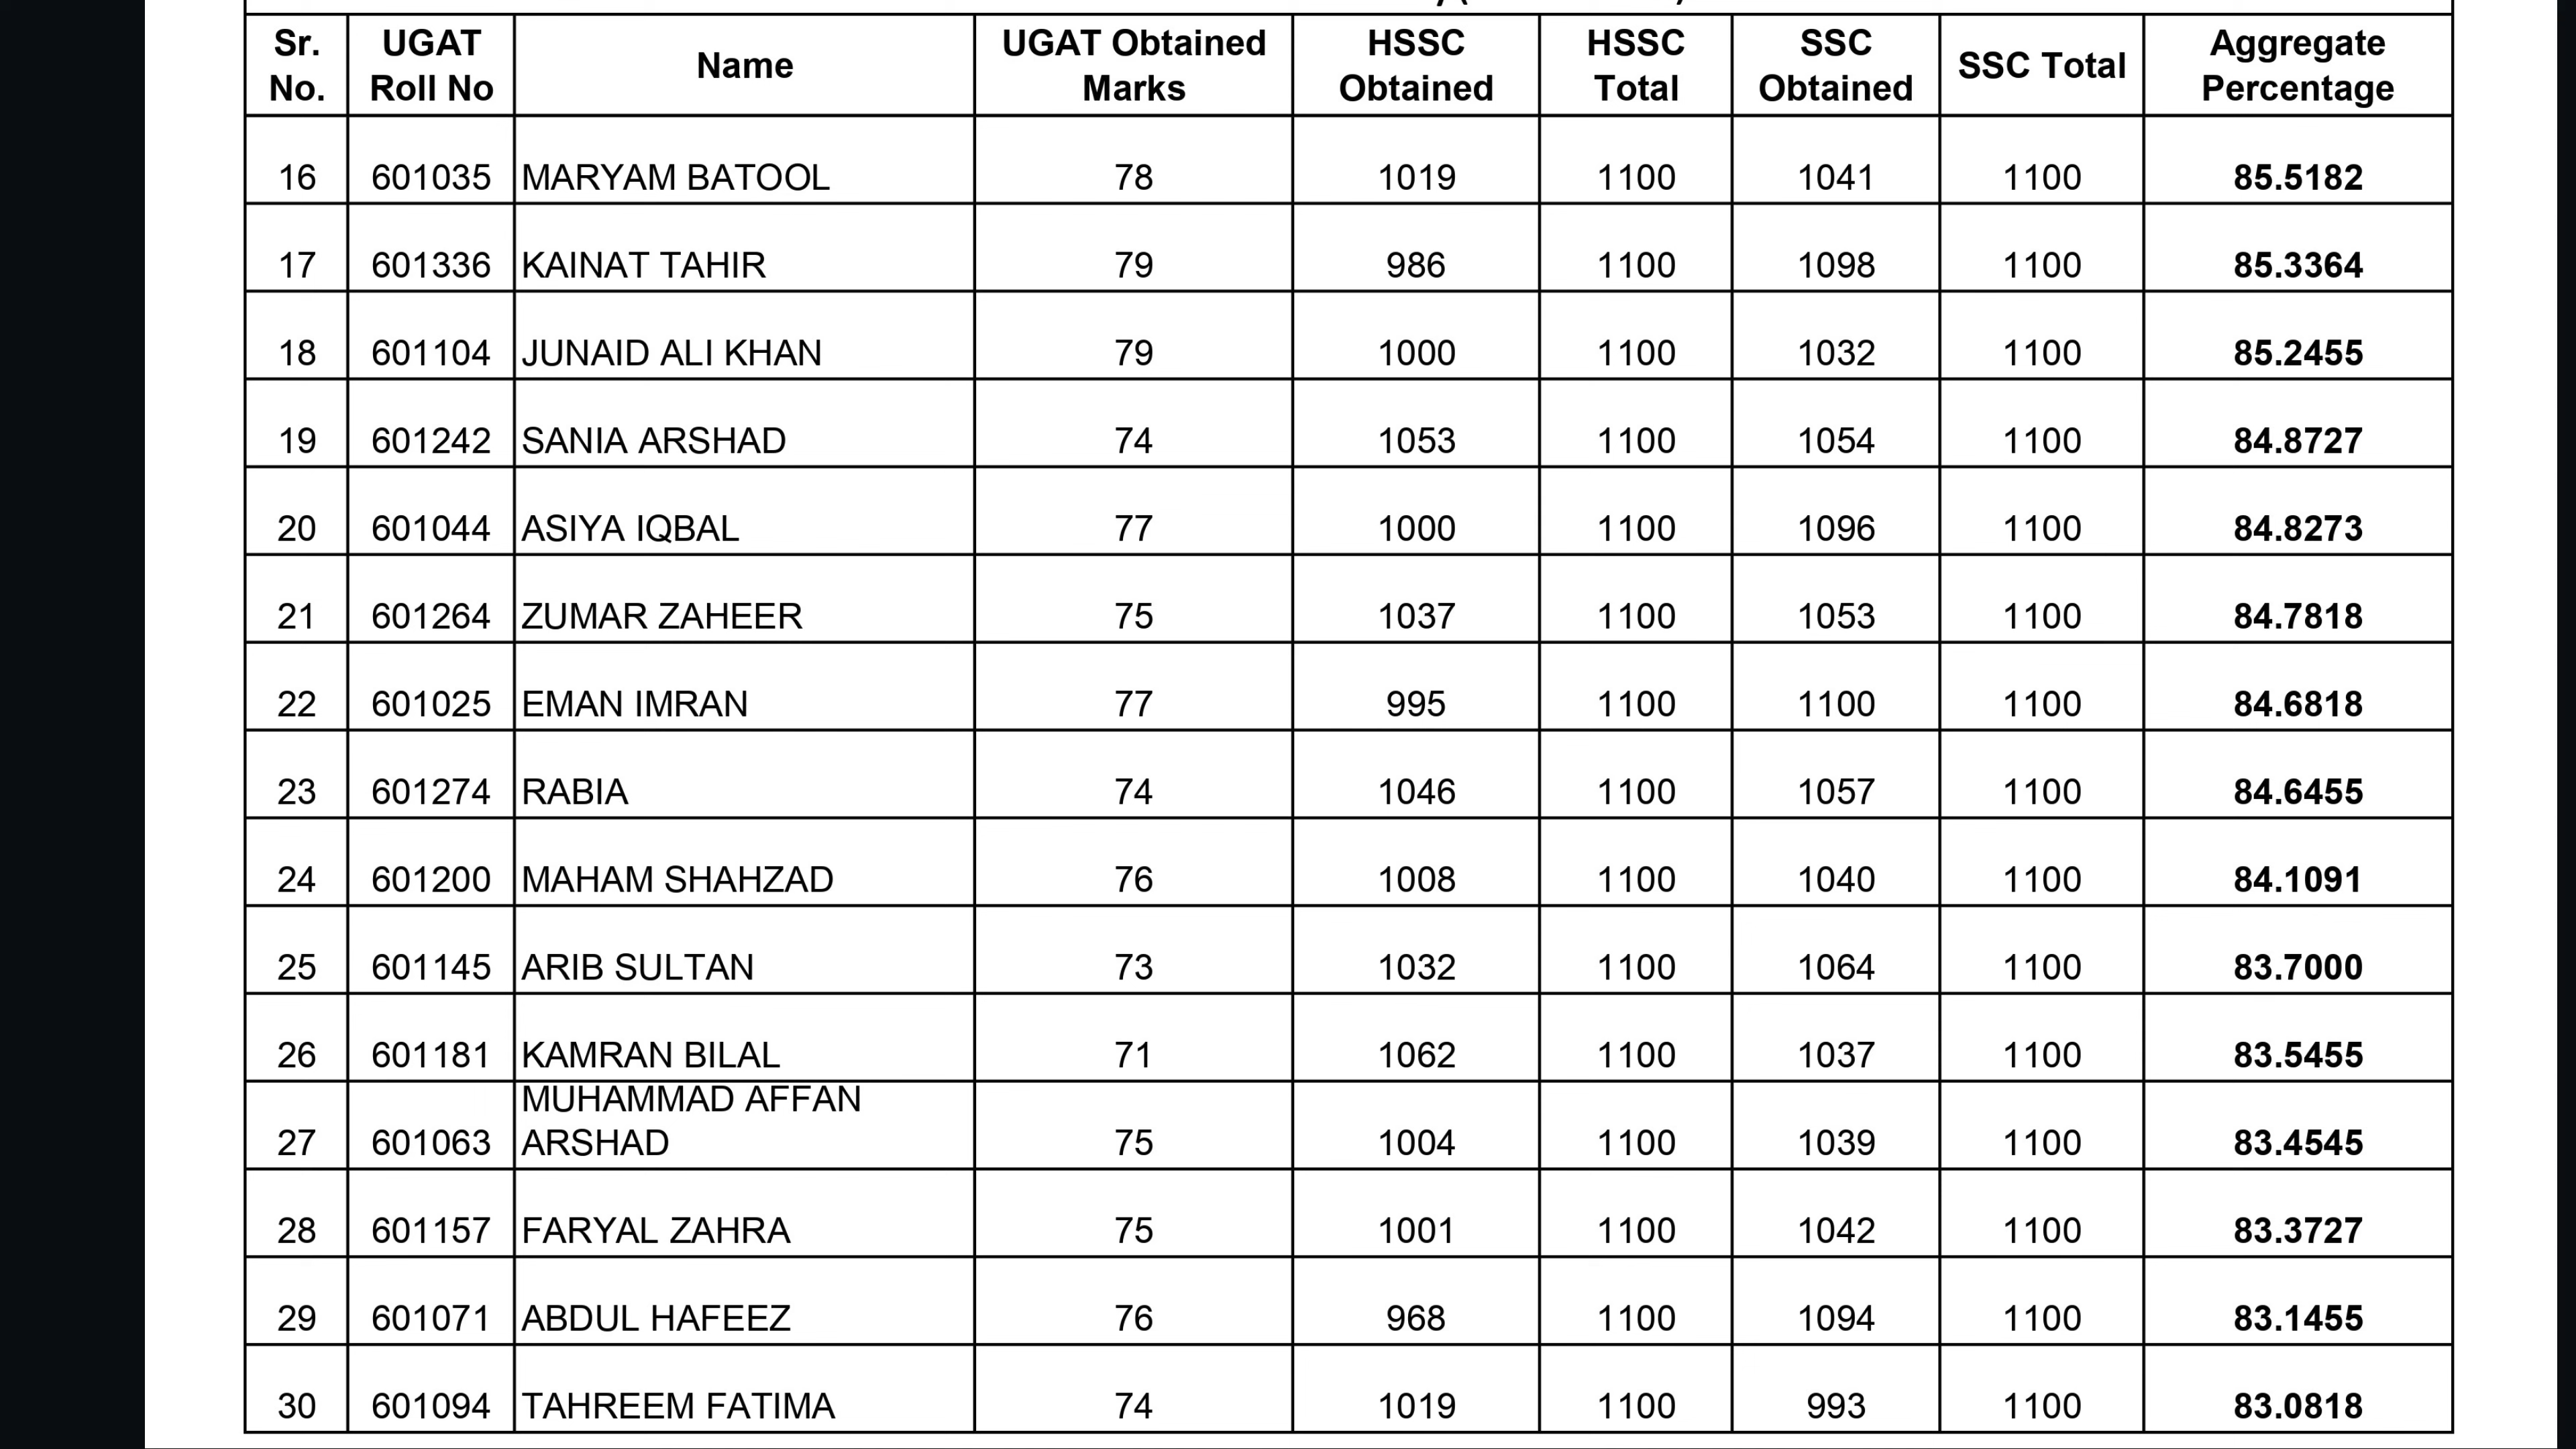 Sr. No. UGAT Roll No Name UGAT Obtained Marks HSSC Obtained HSSC Total SSC Obtained SSC Total Aggregate Percentage
16 601035 MARYAM BATOOL 78 1019 1100 1041 1100 85.5182
17 601336 KAINAT TAHIR 79 986 1100 1098 1100 85.3364
18 601104 JUNAID ALI KHAN 79 1000 1100 1032 1100 85.2455
19 601242 SANIA ARSHAD 74 1053 1100 1054 1100 84.8727
20 601044 ASIYA IQBAL 77 1000 1100 1096 1100 84.8273
21 601264 ZUMAR ZAHEER 75 1037 1100 1053 1100 84.7818
22 601025 EMAN IMRAN 77 995 1100 1100 1100 84.6818
23 601274 RABIA 74 1046 1100 1057 1100 84.6455
24 601200 MAHAM SHAHZAD 76 1008 1100 1040 1100 84.1091
25 601145 ARIB SULTAN 73 1032 1100 1064 1100 83.7000
26 601181 KAMRAN BILAL 71 1062 1100 1037 1100 83.5455
27 601063 MUHAMMAD AFFAN ARSHAD 75 1004 1100 1039 1100 83.4545
28 601157 FARYAL ZAHRA 75 1001 1100 1042 1100 83.3727
29 601071 ABDUL HAFEEZ 76 968 1100 1094 1100 83.1455
30 601094 TAHREEM FATIMA 74 1019 1100 993 1100 83.0818